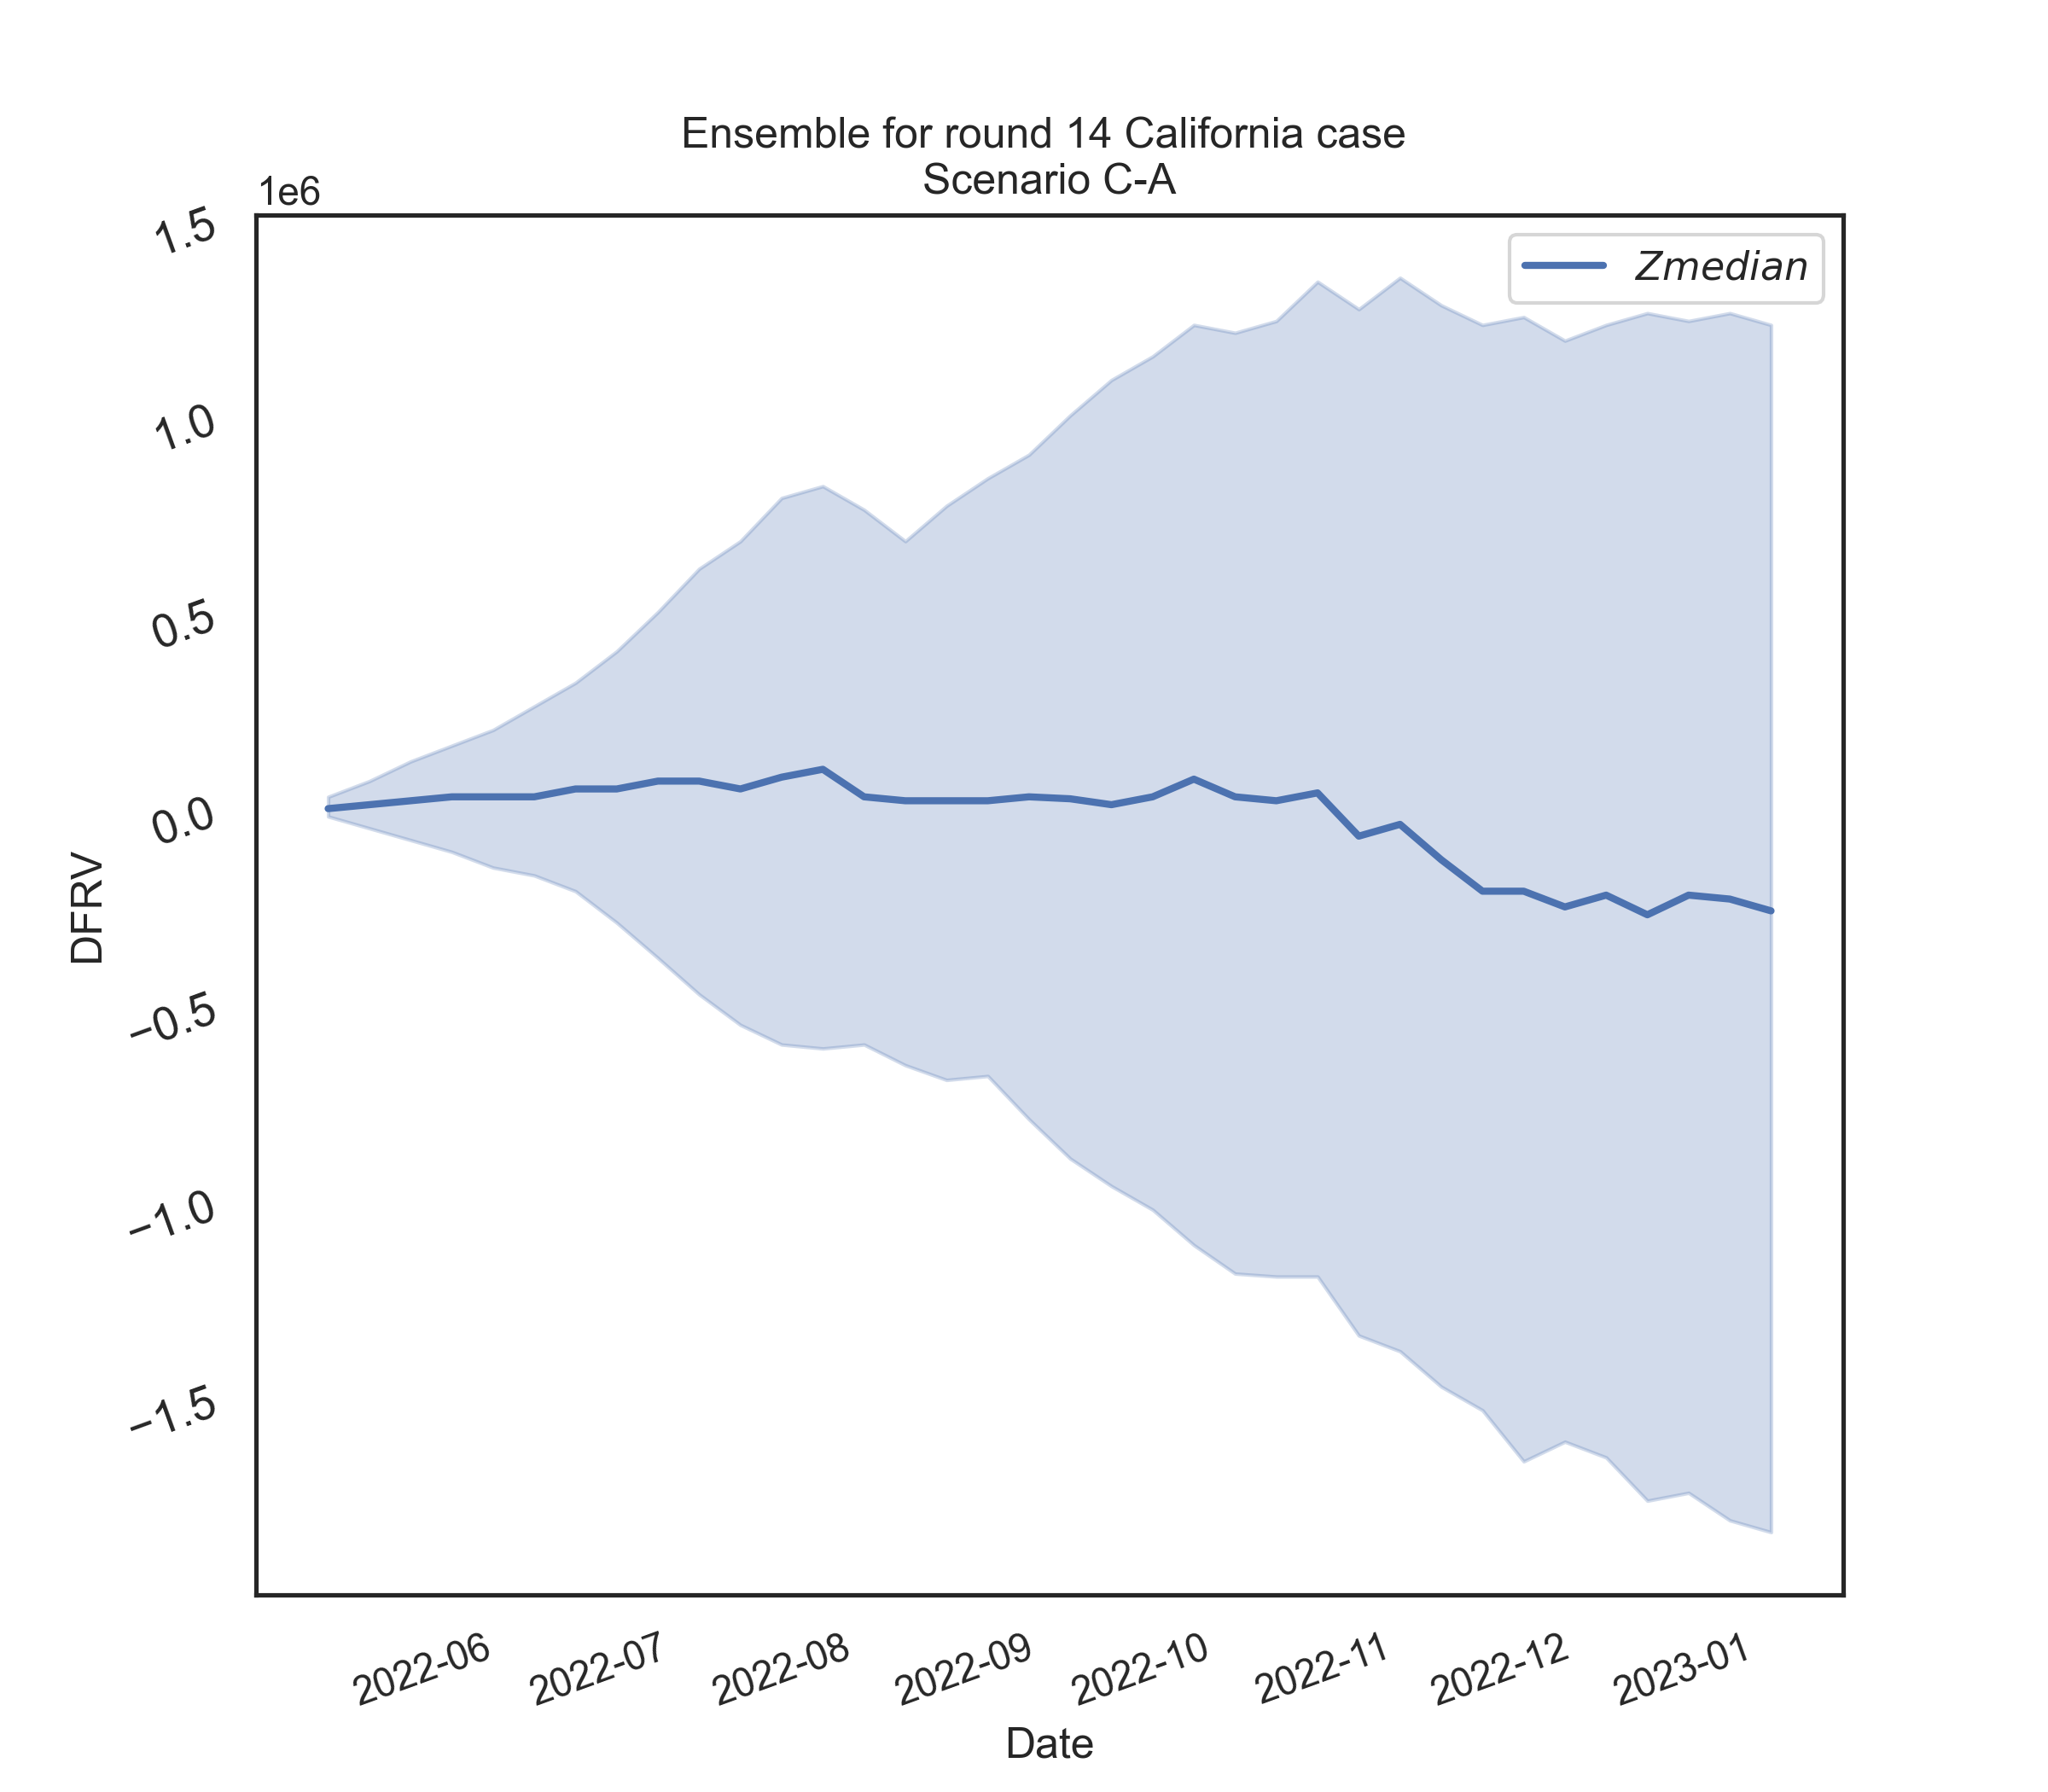 Ensemble for round 14 California case
Scenario C-A
1e6
Zmedian
1.5
1.0
0.5
0.0
−0.5
−1.0
−1.5
DFRV
2022-06
2022-07
2022-08
2022-09
2022-10
2022-11
2022-12
2023-01
Date